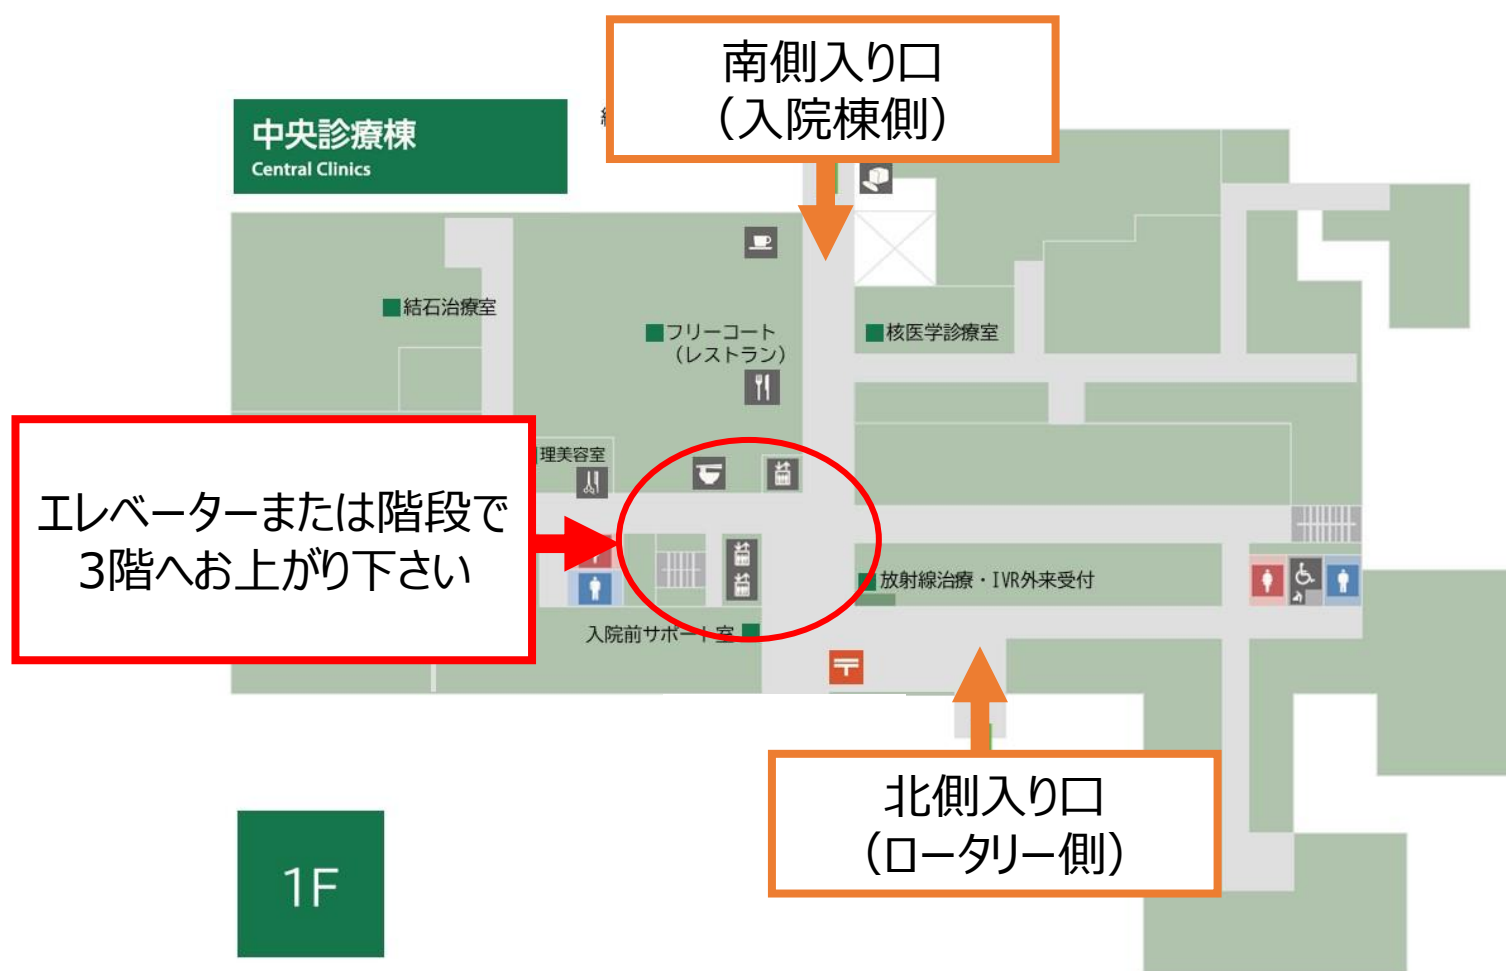 南側入り口
（入院棟側）
中央診療棟
Central Clinics
結石治療室
フリーコート
（レストラン）
核医学診療室
理美容室
エレベーターまたは階段で
3階へお上がり下さい
放射線治療・IVR外来受付
入院前サポート室
北側入り口
（ロータリー側）
1F